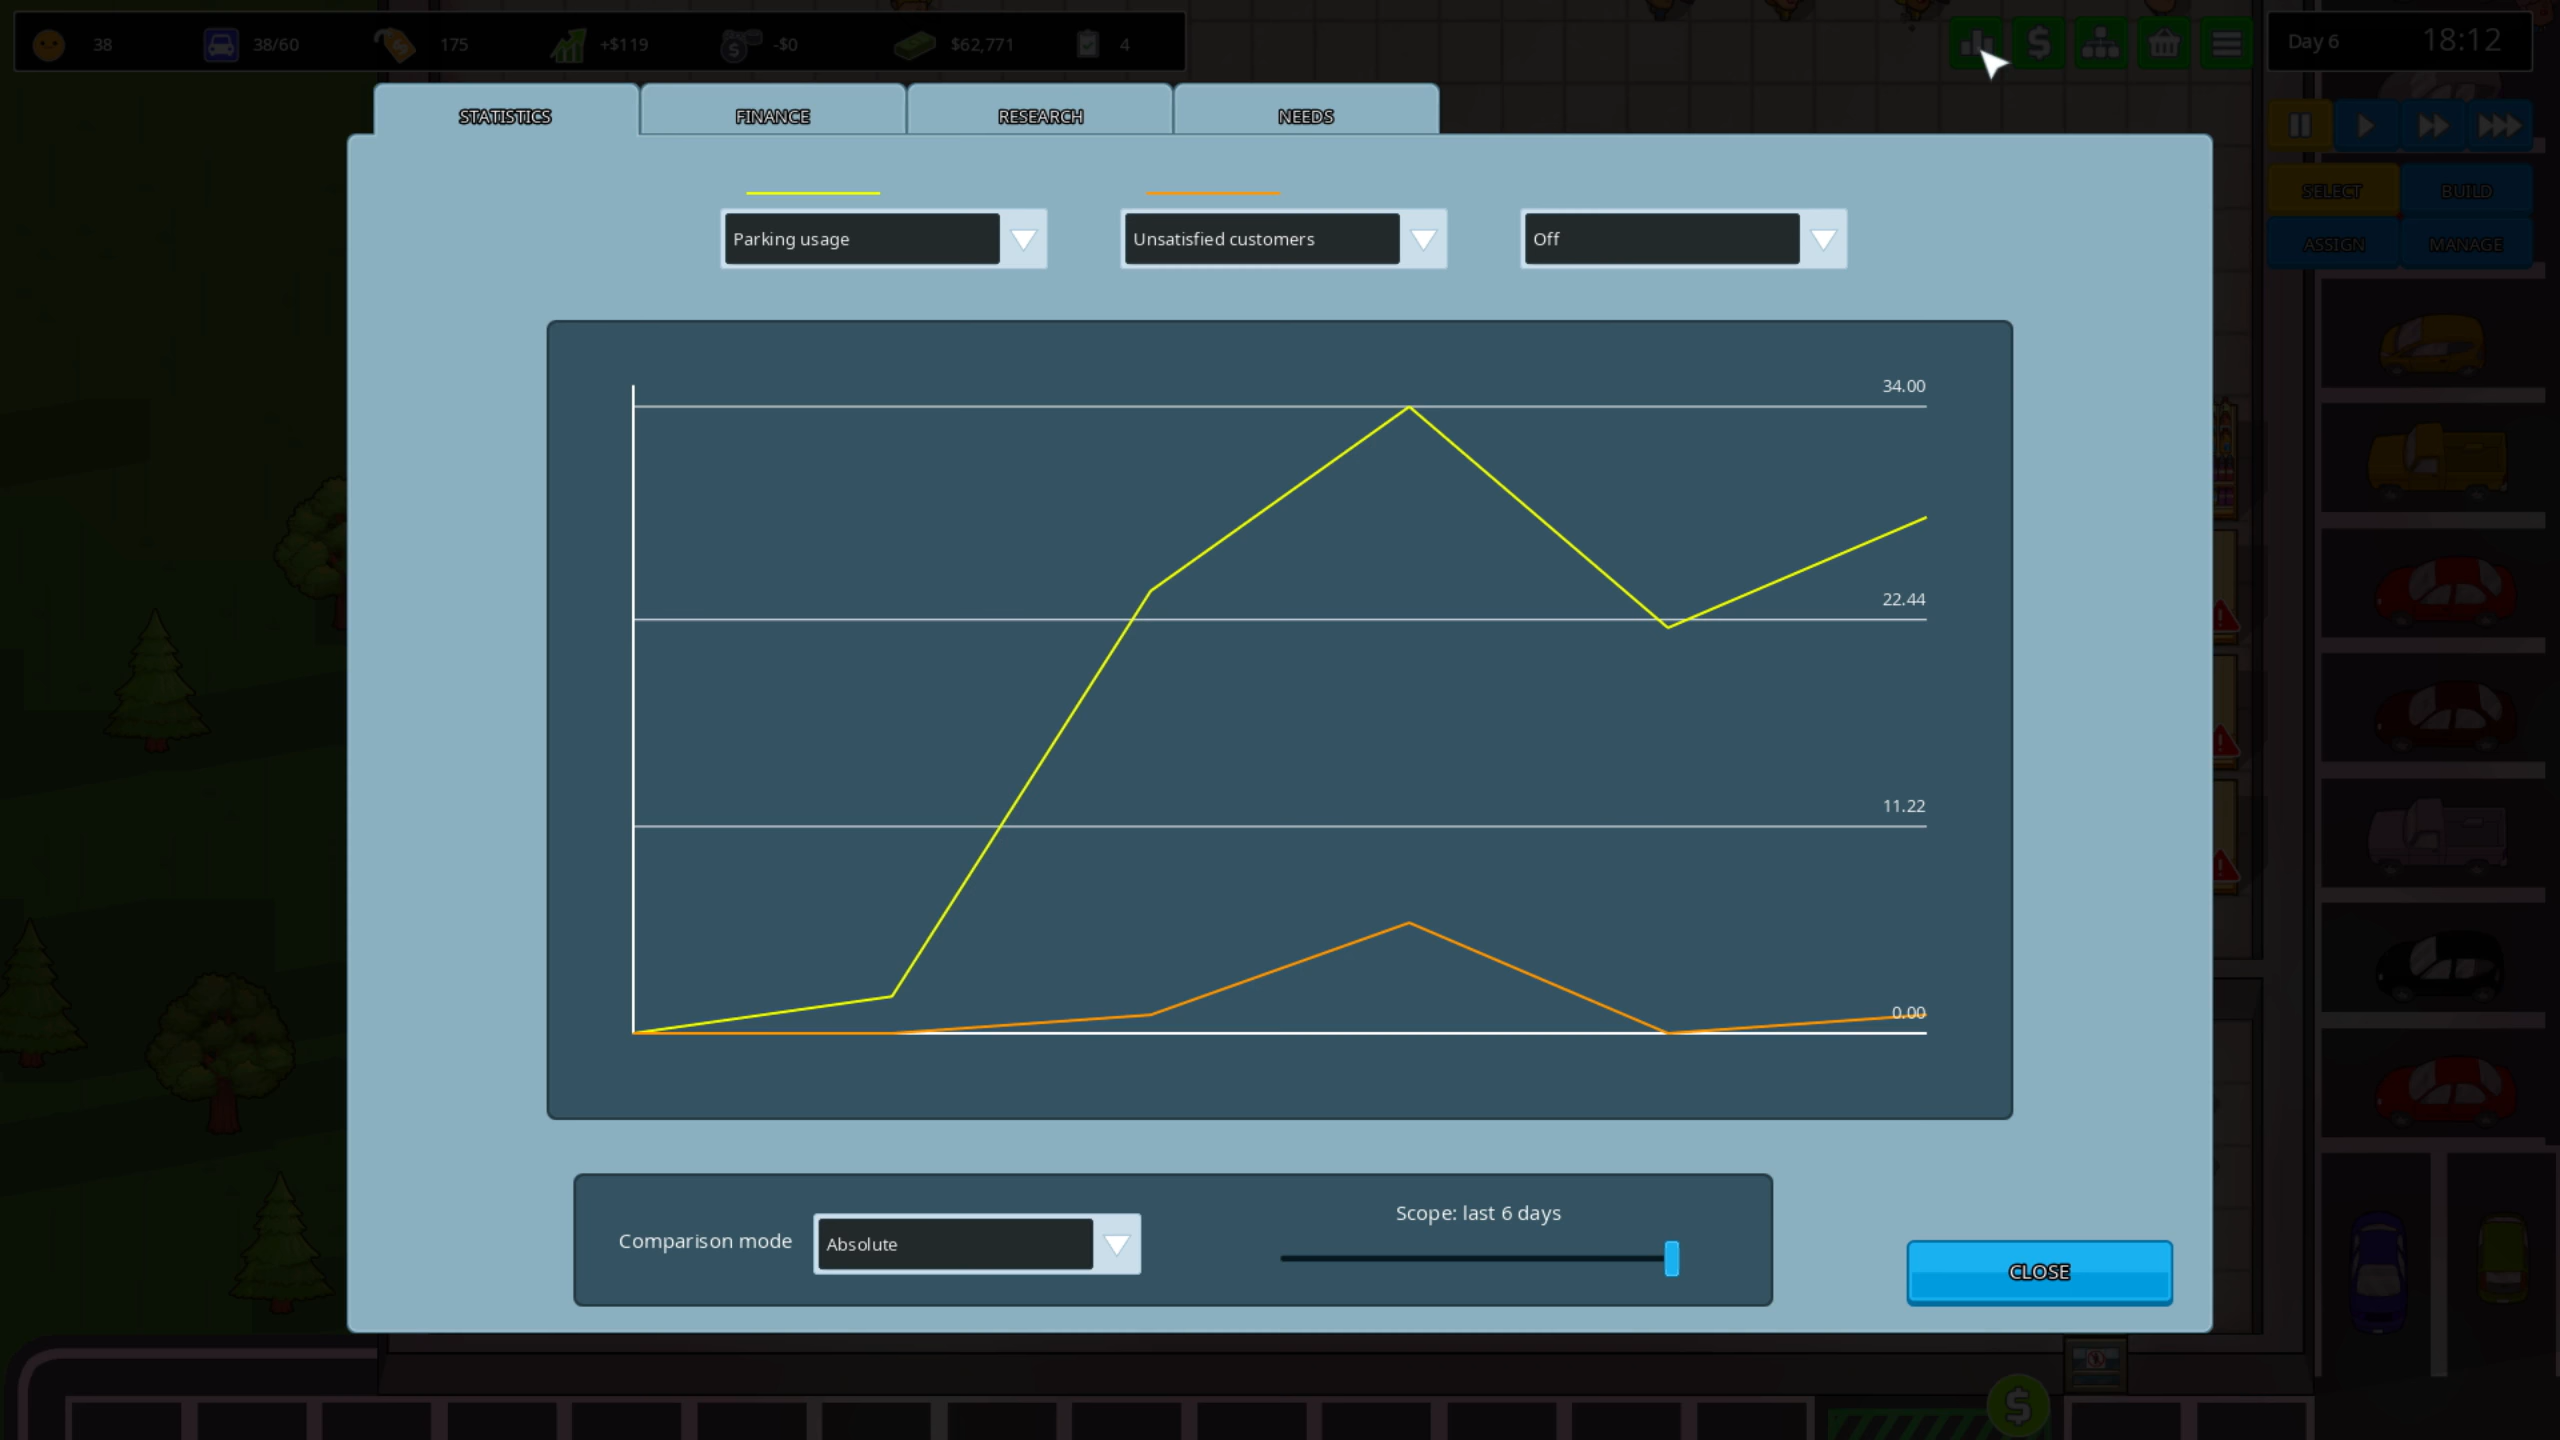 38 38/60 175 +$119 -$0 $62,771 4 Day 6 18:12
STATISTICS FINANCE RESEARCH NEEDS
SELECT BUILD
Parking usage Unsatisfied customers Off
ASSIGN MANAGE
34.00
22.44
11.22
0.00
Scope: last 6 days
Comparison mode Absolute
CLOSE